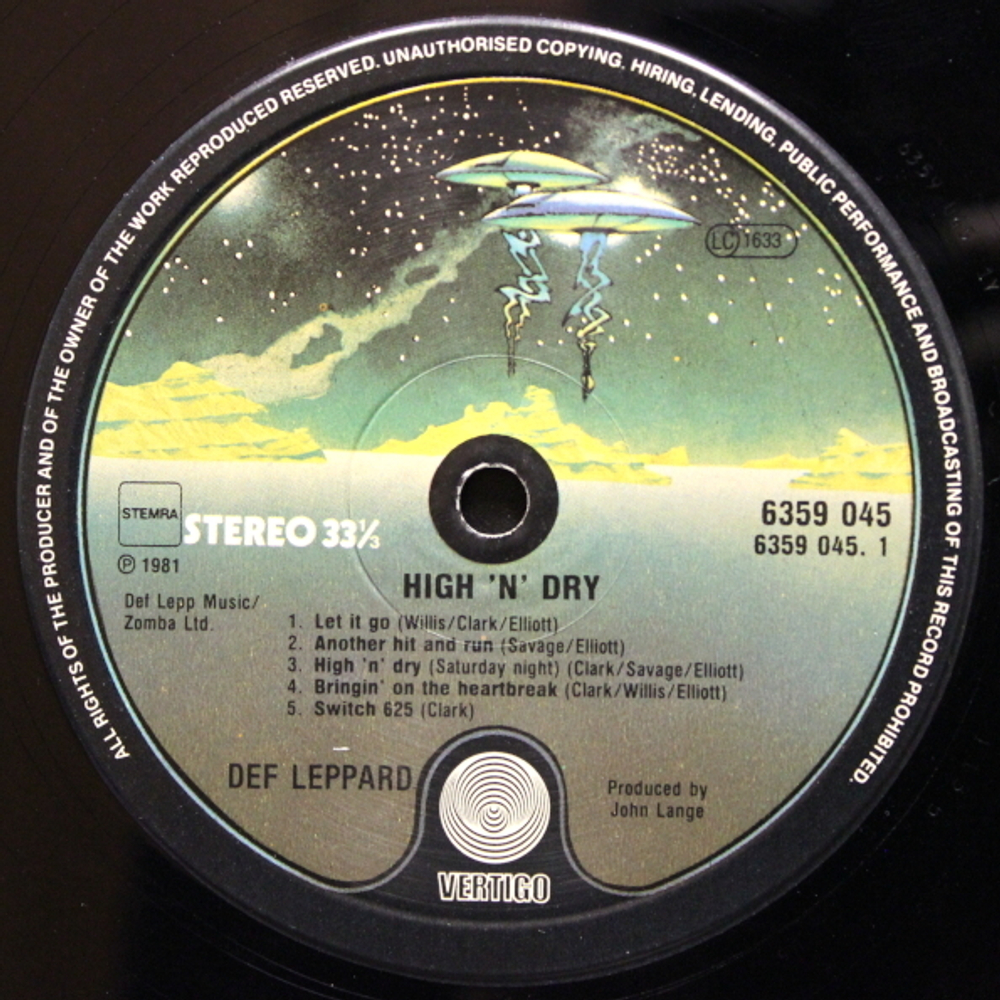 ALL RIGHTS OF THE PRODUCER AND OF THE OWNER OF THE WORK REPRODUCED RESERVED. UNAUTHORISED COPYING. HIRING. LENDING. PUBLIC PERFORMANCE AND BROADCASTING OF THIS RECORD PROHIBITED.
LC 1633
STEMRA
STEREO 33⅓
6359 045
6359 045. 1
℗ 1981
HIGH 'N' DRY
Def Lepp Music/
Zomba Ltd.
1. Let it go (Willis/Clark/Elliott)
2. Another hit and run (Savage/Elliott)
3. High 'n' dry (Saturday night) (Clark/Savage/Elliott)
4. Bringin' on the heartbreak (Clark/Willis/Elliott)
5. Switch 625 (Clark)
DEF LEPPARD
Produced by
John Lange
VERTIGO